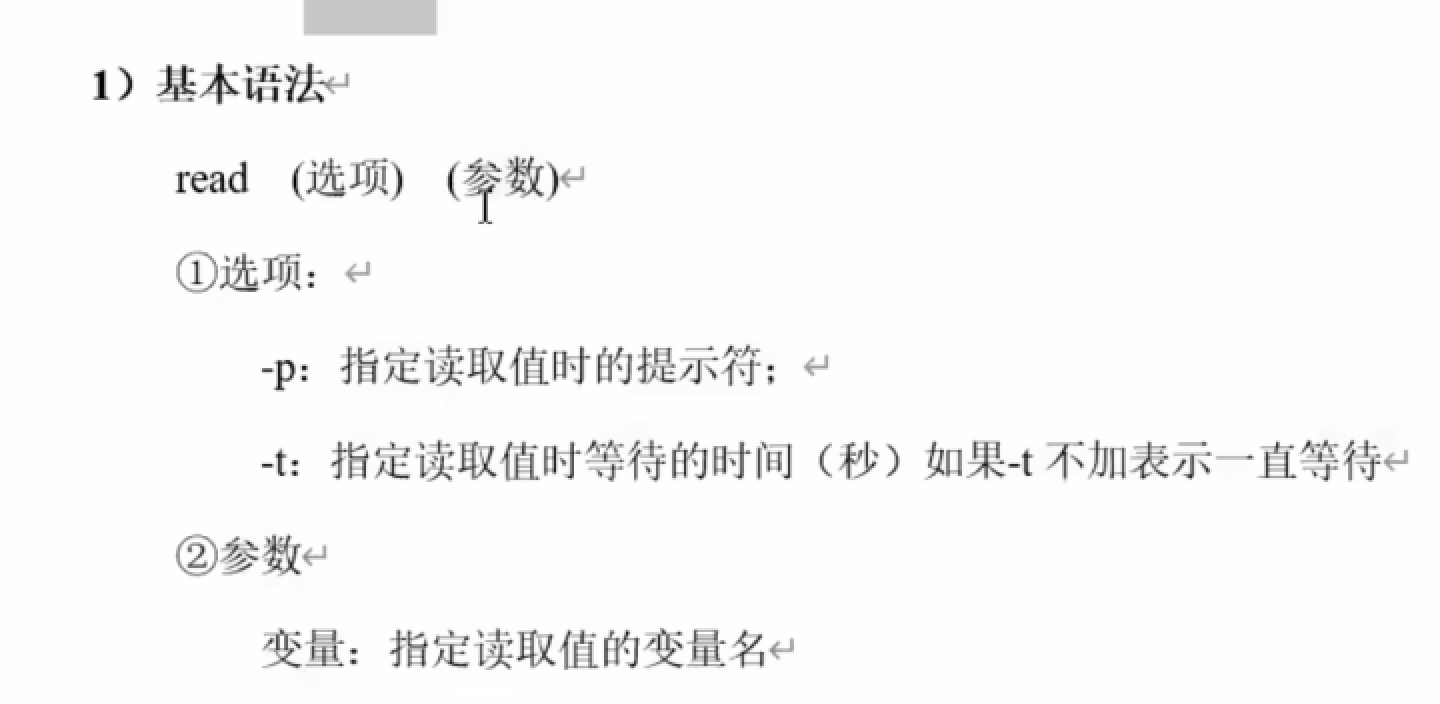 1）基本语法
read (选项) (参数)
①选项：
-p：指定读取值时的提示符；
-t：指定读取值时等待的时间（秒）如果-t 不加表示一直等待
②参数
变量：指定读取值的变量名